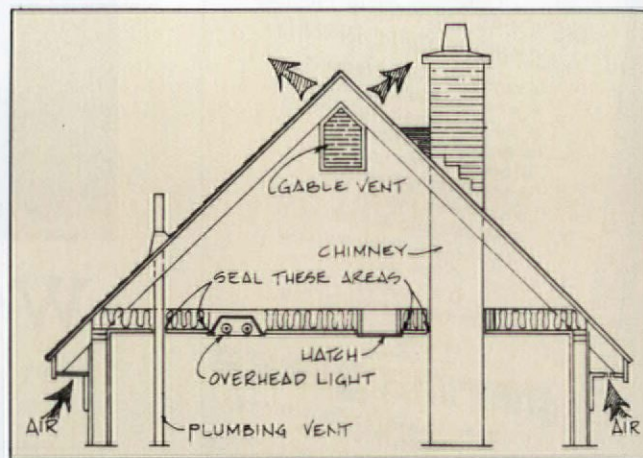 GABLE VENT
CHIMNEY
SEAL THESE AREAS
HATCH
OVERHEAD LIGHT
AIR
PLUMBING VENT
AIR